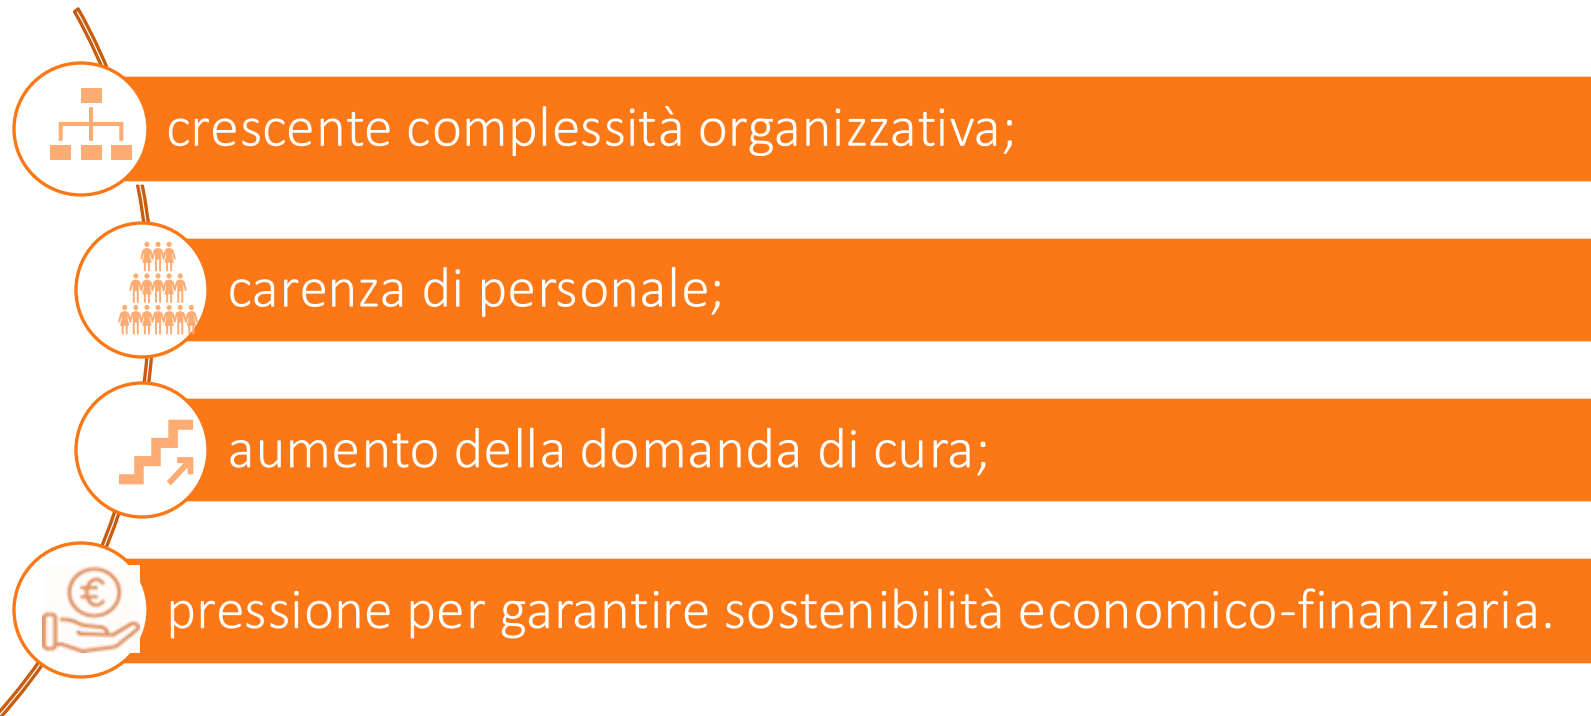 crescente complessità organizzativa;
carenza di personale;
aumento della domanda di cura;
€
pressione per garantire sostenibilità economico-finanziaria.